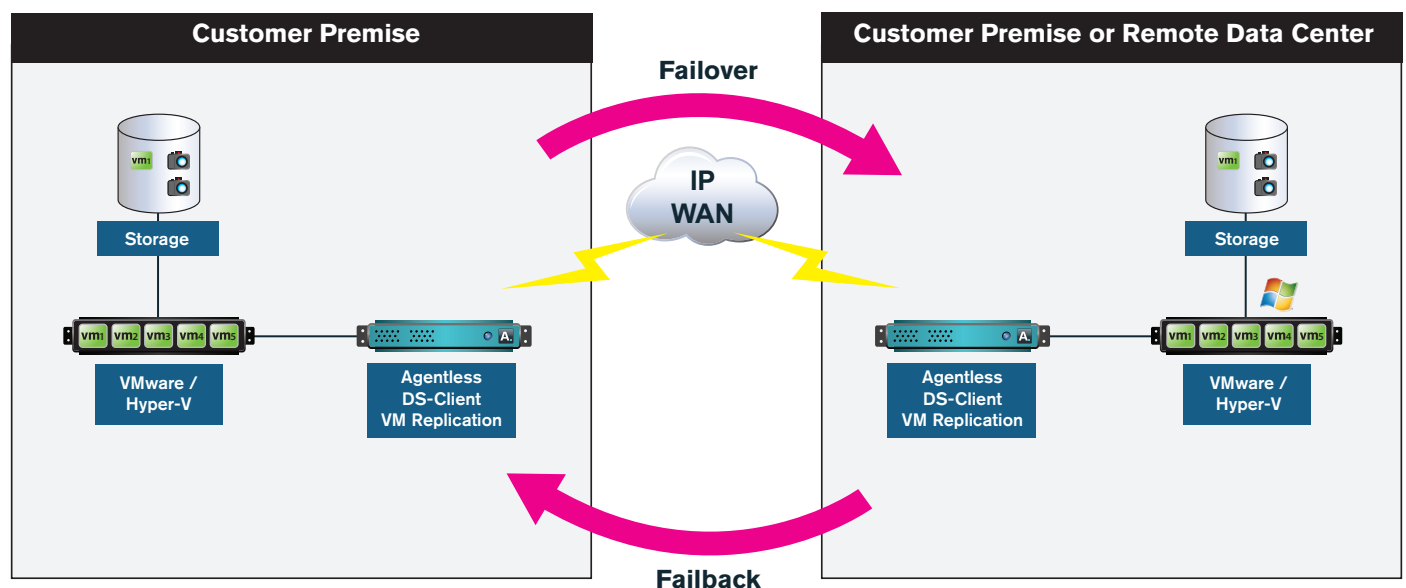 Customer Premise
Customer Premise or Remote Data Center
Failover
IP
WAN
vm1
Storage
vm1 vm2 vm3 vm4 vm5
VMware /
Hyper-V
A.
Agentless
DS-Client
VM Replication
vm1
Storage
A.
Agentless
DS-Client
VM Replication
vm1 vm2 vm3 vm4 vm5
VMware /
Hyper-V
Failback